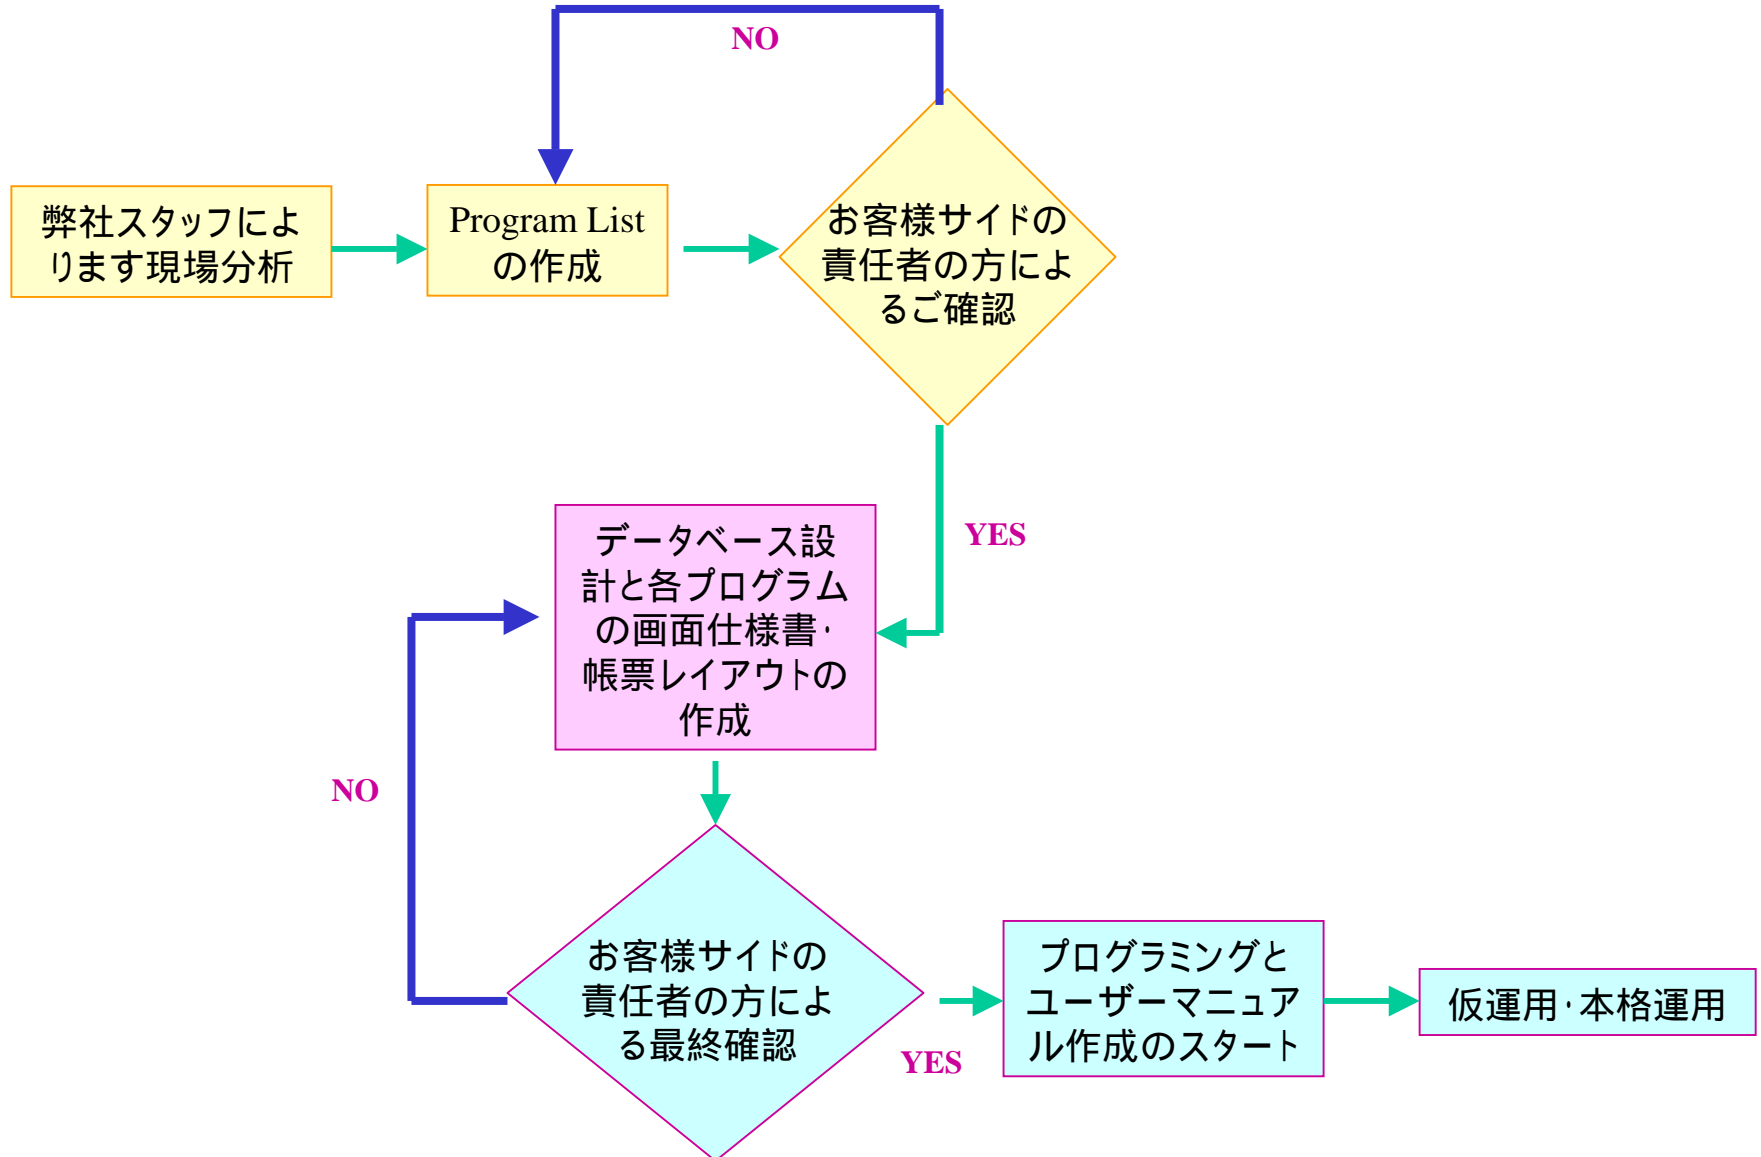 NO
弊社スタッフによ
ります現場分析
Program List
の作成
お客様サイドの
責任者の方によ
るご確認
YES
データベース設
計と各プログラム
の画面仕様書・
帳票レイアウトの
作成
NO
お客様サイドの
責任者の方によ
る最終確認
YES
プログラミングと
ユーザーマニュア
ル作成のスタート
仮運用・本格運用